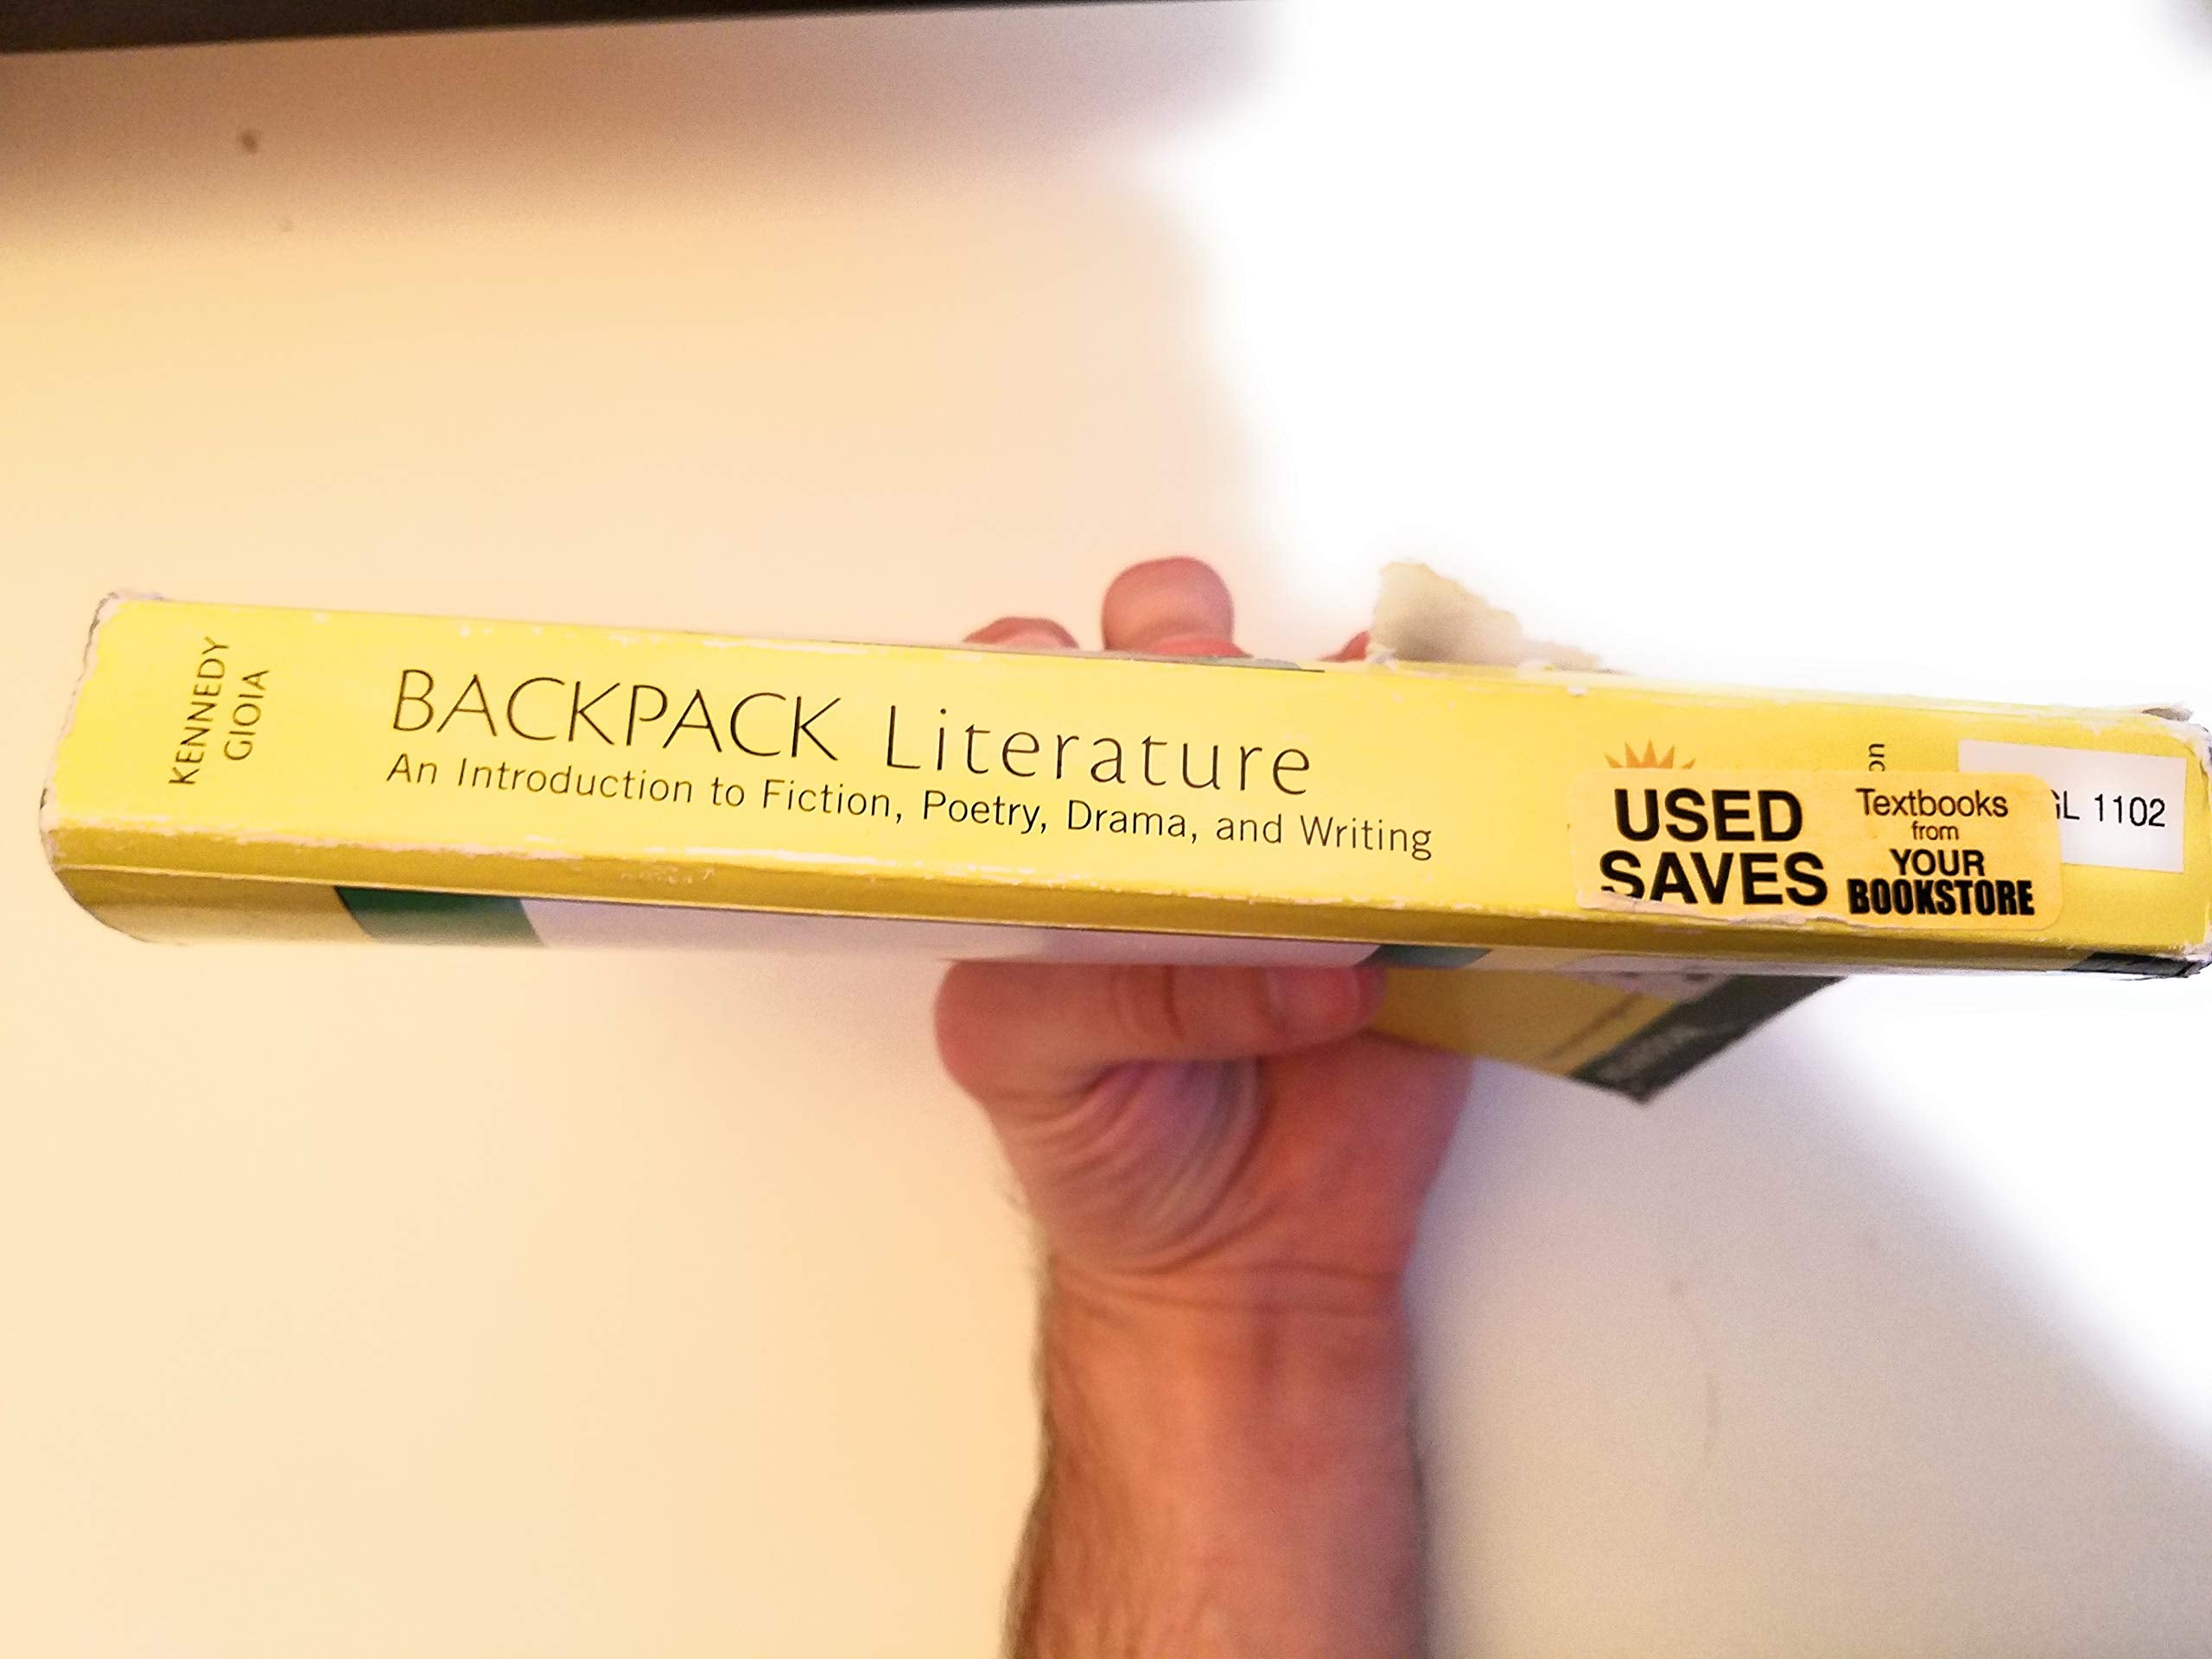 KENNEDY
GIOIA
BACKPACK Literature
An Introduction to Fiction, Poetry, Drama, and Writing
USED
SAVES
Textbooks
from
YOUR
BOOKSTORE
GL 1102